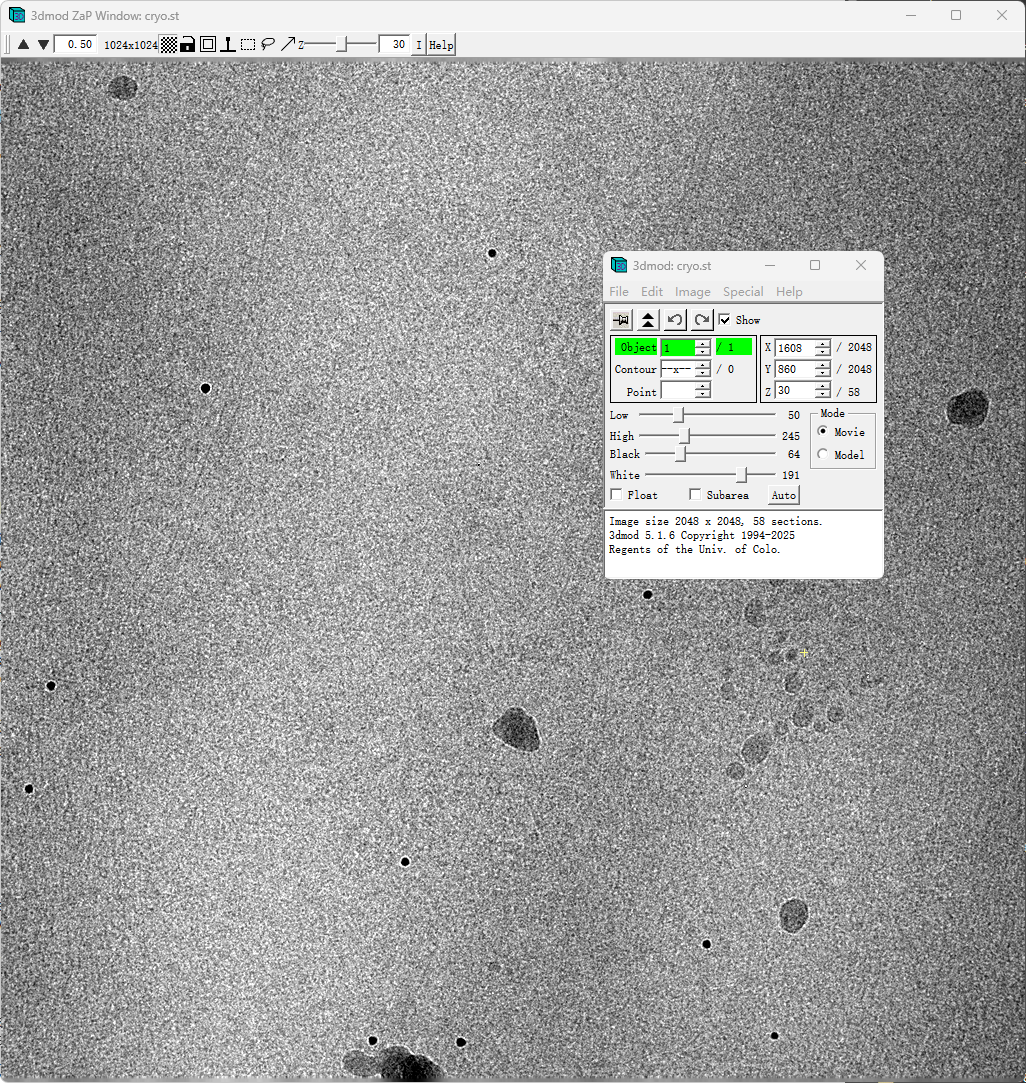 3dmod ZaP Window: cryo.st
0.50 1024x1024 Z 30 I Help
3dmod: cryo.st
File Edit Image Special Help
Show
Object 1 / 1
Contour --x-- / 0
Point
X 1608 / 2048
Y 860 / 2048
Z 30 / 58
Low 50
High 245
Black 64
White 191
Mode
Movie
Model
Float Subarea Auto
Image size 2048 x 2048, 58 sections.
3dmod 5.1.6 Copyright 1994-2025
Regents of the Univ. of Colo.